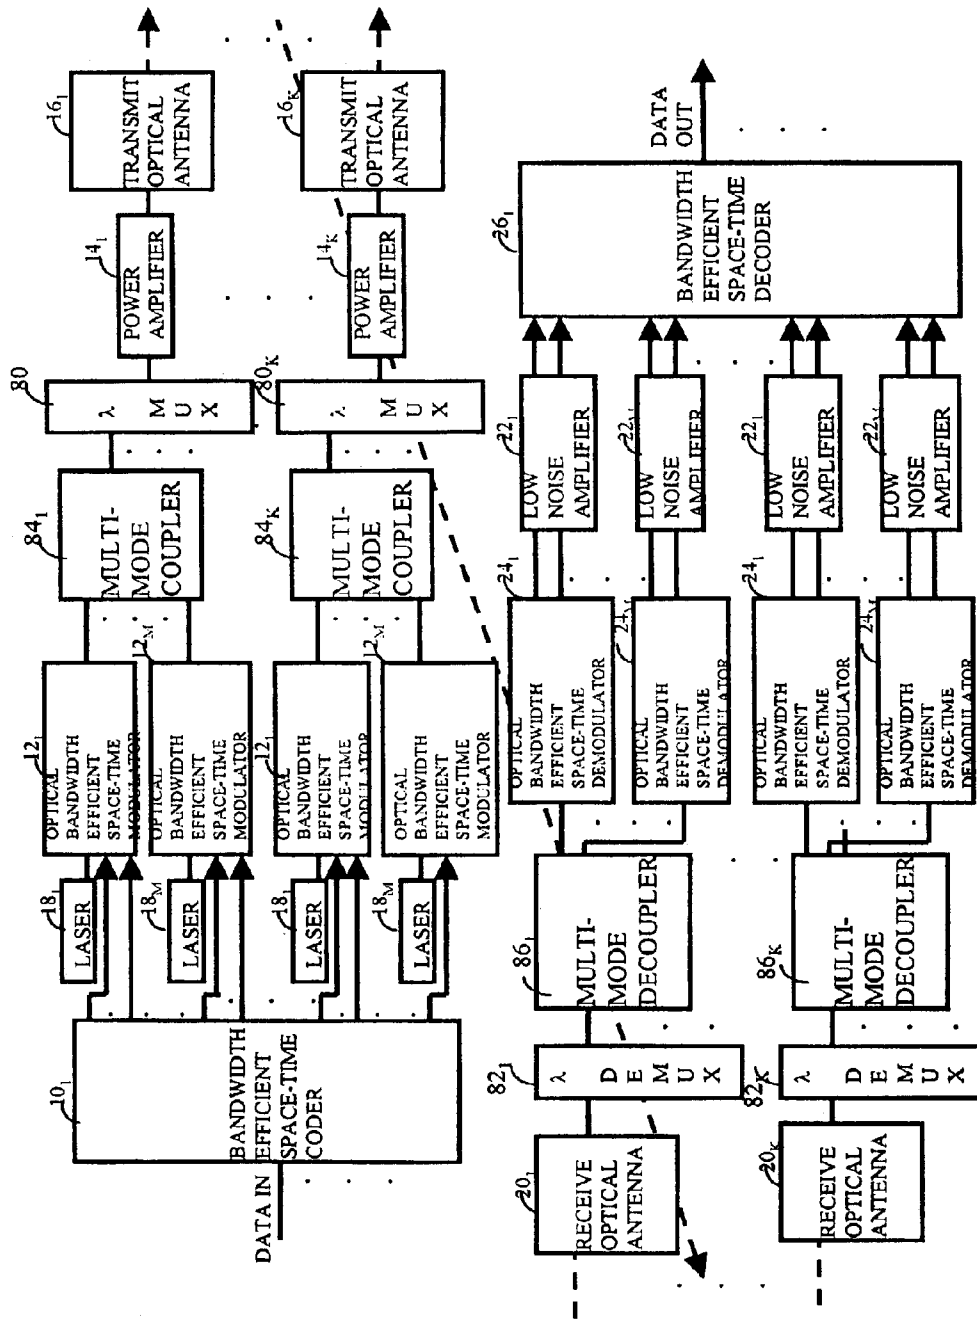 DATA IN
10₁
BANDWIDTH
EFFICIENT
SPACE-TIME
CODER
18₁
LASER
18M
LASER
18₁
LASER
18M
LASER
12₁
OPTICAL
BANDWIDTH
EFFICIENT
SPACE-TIME
MODULATOR
12M
OPTICAL
BANDWIDTH
EFFICIENT
SPACE-TIME
MODULATOR
12₁
OPTICAL
BANDWIDTH
EFFICIENT
SPACE-TIME
MODULATOR
12M
OPTICAL
BANDWIDTH
EFFICIENT
SPACE-TIME
MODULATOR
84₁
MULTI-
MODE
COUPLER
84K
MULTI-
MODE
COUPLER
80
λ
M
U
X
80K
λ
M
U
X
14₁
POWER
AMPLIFIER
14K
POWER
AMPLIFIER
16₁
TRANSMIT
OPTICAL
ANTENNA
16K
TRANSMIT
OPTICAL
ANTENNA
20₁
RECEIVE
OPTICAL
ANTENNA
20K
RECEIVE
OPTICAL
ANTENNA
82₁
λ
D
E
M
U
X
82K
λ
D
E
M
U
X
86₁
MULTI-
MODE
DECOUPLER
86K
MULTI-
MODE
DECOUPLER
24₁
OPTICAL
BANDWIDTH
EFFICIENT
SPACE-TIME
DEMODULATOR
24M
OPTICAL
BANDWIDTH
EFFICIENT
SPACE-TIME
DEMODULATOR
24₁
OPTICAL
BANDWIDTH
EFFICIENT
SPACE-TIME
DEMODULATOR
24M
OPTICAL
BANDWIDTH
EFFICIENT
SPACE-TIME
DEMODULATOR
22₁
LOW
NOISE
AMPLIFIER
22M
LOW
NOISE
AMPLIFIER
22₁
LOW
NOISE
AMPLIFIER
22M
LOW
NOISE
AMPLIFIER
26₁
BANDWIDTH
EFFICIENT
SPACE-TIME
DECODER
DATA
OUT